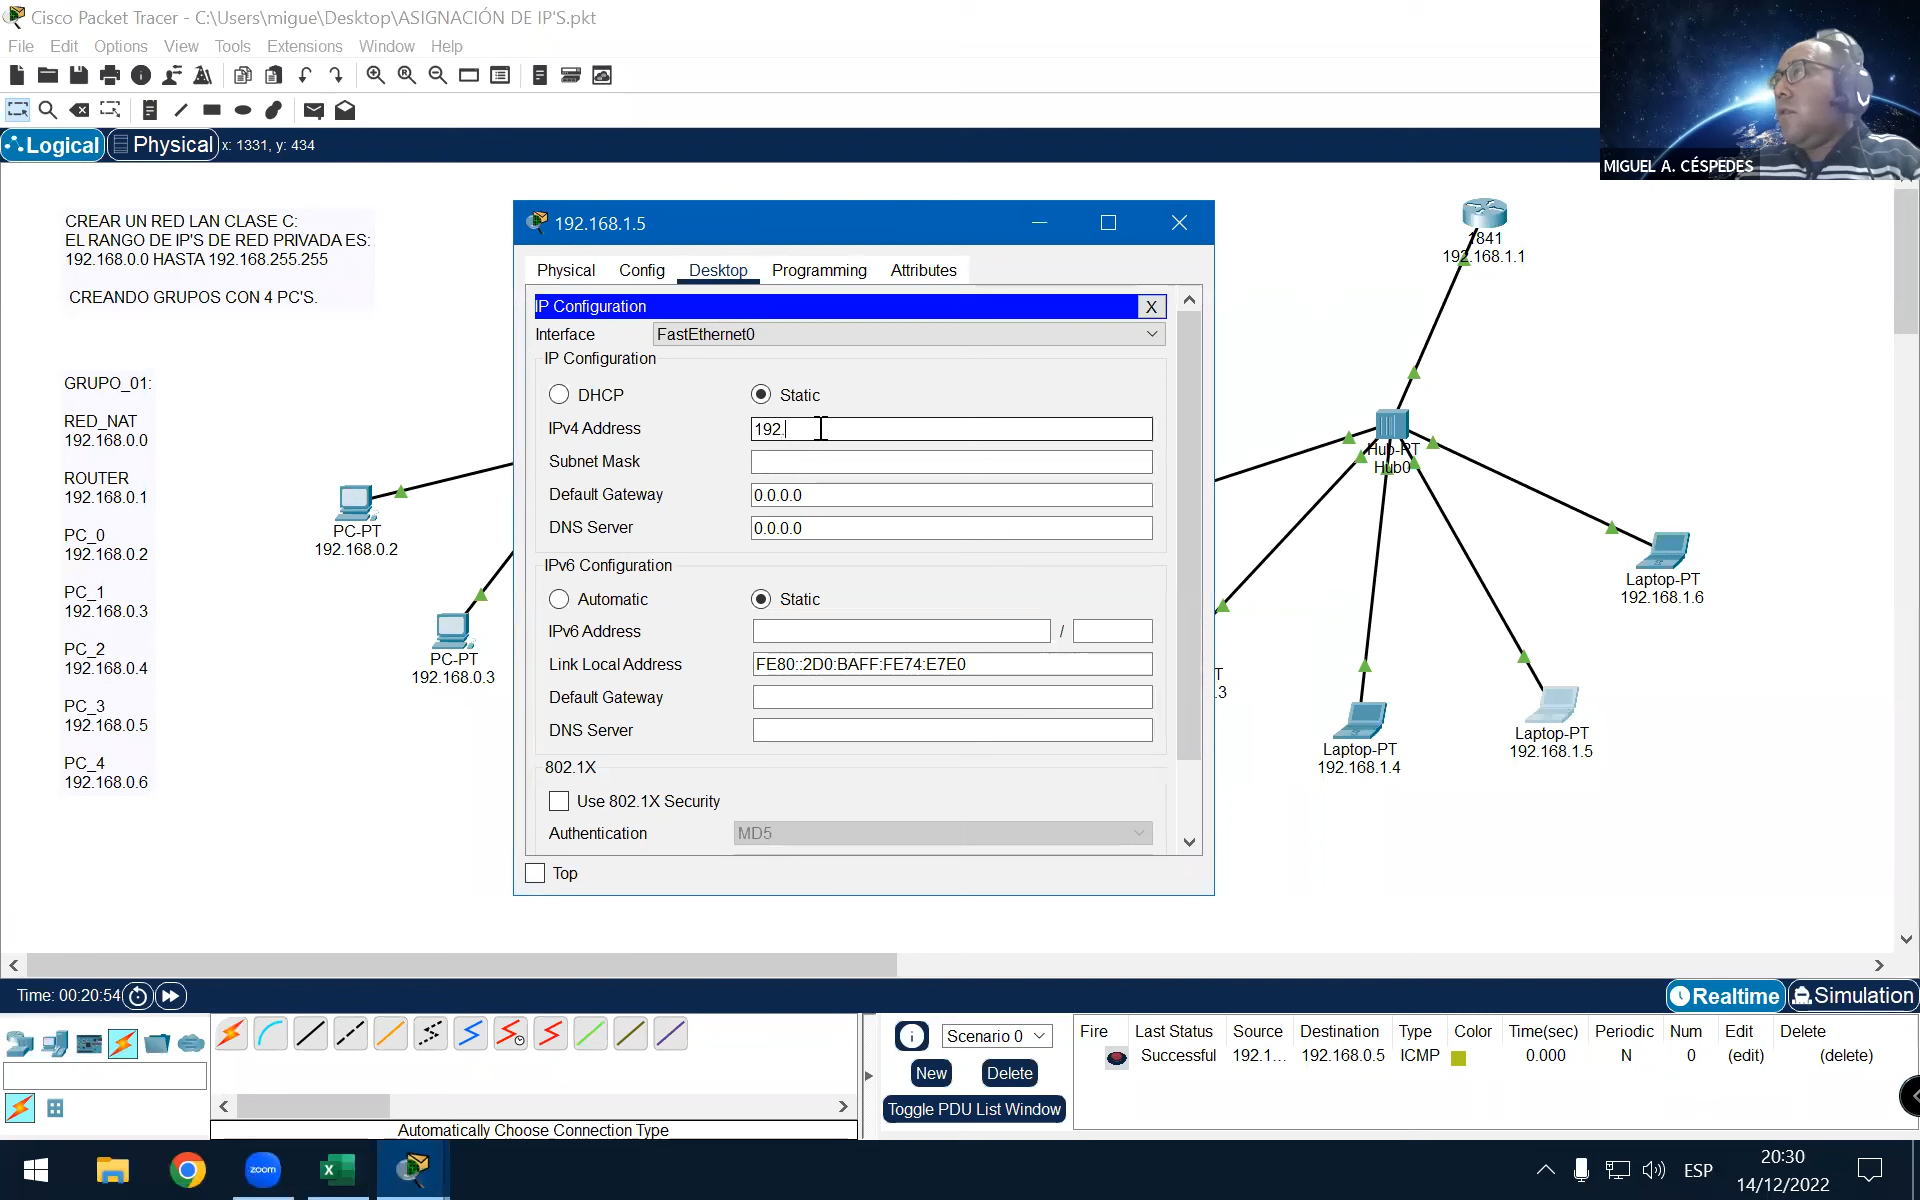 Cisco Packet Tracer - C:\Users\migue\Desktop\ASIGNACIÓN DE IP'S.pkt
File Edit Options View Tools Extensions Window Help
Logical Physical x: 1331, y: 434
MIGUEL A. CÉSPEDES
CREAR UN RED LAN CLASE C:
EL RANGO DE IP'S DE RED PRIVADA ES:
192.168.0.0 HASTA 192.168.255.255
CREANDO GRUPOS CON 4 PC'S.
GRUPO_01:
RED_NAT
192.168.0.0
ROUTER
192.168.0.1
PC_0
192.168.0.2
PC_1
192.168.0.3
PC_2
192.168.0.4
PC_3
192.168.0.5
PC_4
192.168.0.6
PC-PT
192.168.0.2
PC-PT
192.168.0.3
192.168.1.5
Physical Config Desktop Programming Attributes
IP Configuration X
Interface FastEthernet0
IP Configuration
DHCP Static
IPv4 Address 192.
Subnet Mask
Default Gateway 0.0.0.0
DNS Server 0.0.0.0
IPv6 Configuration
Automatic Static
IPv6 Address /
Link Local Address FE80::2D0:BAFF:FE74:E7E0
Default Gateway
DNS Server
802.1X
Use 802.1X Security
Authentication MD5
Top
1841
192.168.1.1
Hub-PT
Hub0
Laptop-PT
192.168.1.6
T
.3
Laptop-PT
192.168.1.4
Laptop-PT
192.168.1.5
Time: 00:20:54
Realtime Simulation
Scenario 0
New Delete
Toggle PDU List Window
Fire Last Status Source Destination Type Color Time(sec) Periodic Num Edit Delete
Successful 192.1... 192.168.0.5 ICMP 0.000 N 0 (edit) (delete)
Automatically Choose Connection Type
zoom
ESP
20:30
14/12/2022